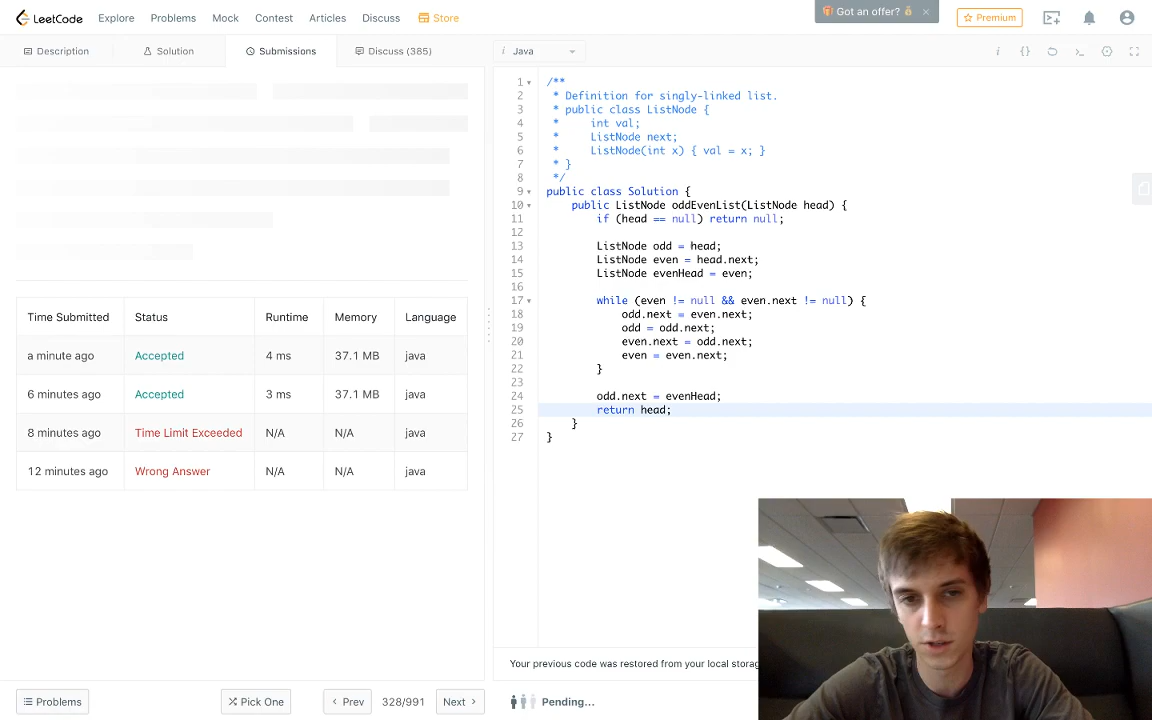 LeetCode Explore Problems Mock Contest Articles Discuss Store Got an offer? × Premium
Description Solution Submissions Discuss (385) i Java i {} >_
Time Submitted Status Runtime Memory Language
a minute ago Accepted 4 ms 37.1 MB java
6 minutes ago Accepted 3 ms 37.1 MB java
8 minutes ago Time Limit Exceeded N/A N/A java
12 minutes ago Wrong Answer N/A N/A java
1 /**
2 * Definition for singly-linked list.
3 * public class ListNode {
4 * int val;
5 * ListNode next;
6 * ListNode(int x) { val = x; }
7 * }
8 */
9 public class Solution {
10 public ListNode oddEvenList(ListNode head) {
11 if (head == null) return null;
12
13 ListNode odd = head;
14 ListNode even = head.next;
15 ListNode evenHead = even;
16
17 while (even != null && even.next != null) {
18 odd.next = even.next;
19 odd = odd.next;
20 even.next = odd.next;
21 even = even.next;
22 }
23
24 odd.next = evenHead;
25 return head;
26 }
27 }
Your previous code was restored from your local storag
Problems Pick One Prev 328/991 Next Pending...